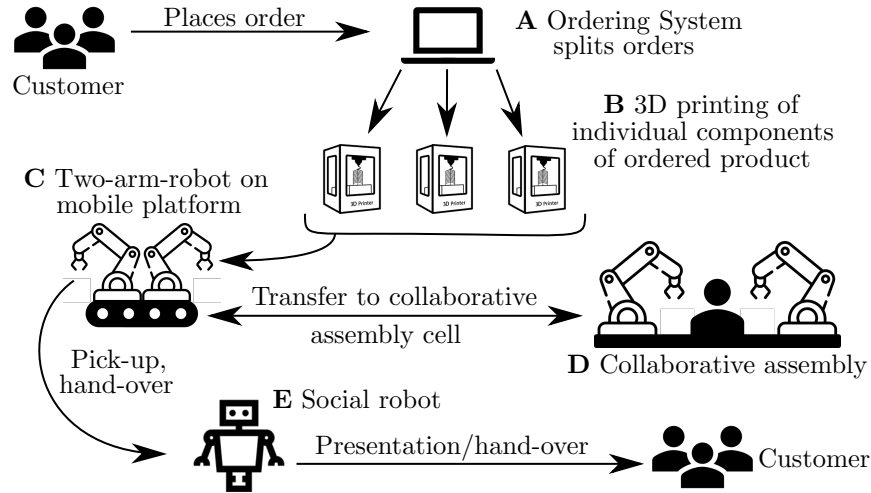 Places order
Customer
A Ordering System
splits orders
B 3D printing of
individual components
of ordered product
3D Printer
3D Printer
3D Printer
C Two-arm-robot on
mobile platform
Transfer to collaborative
assembly cell
D Collaborative assembly
Pick-up,
hand-over
E Social robot
Presentation/hand-over
Customer